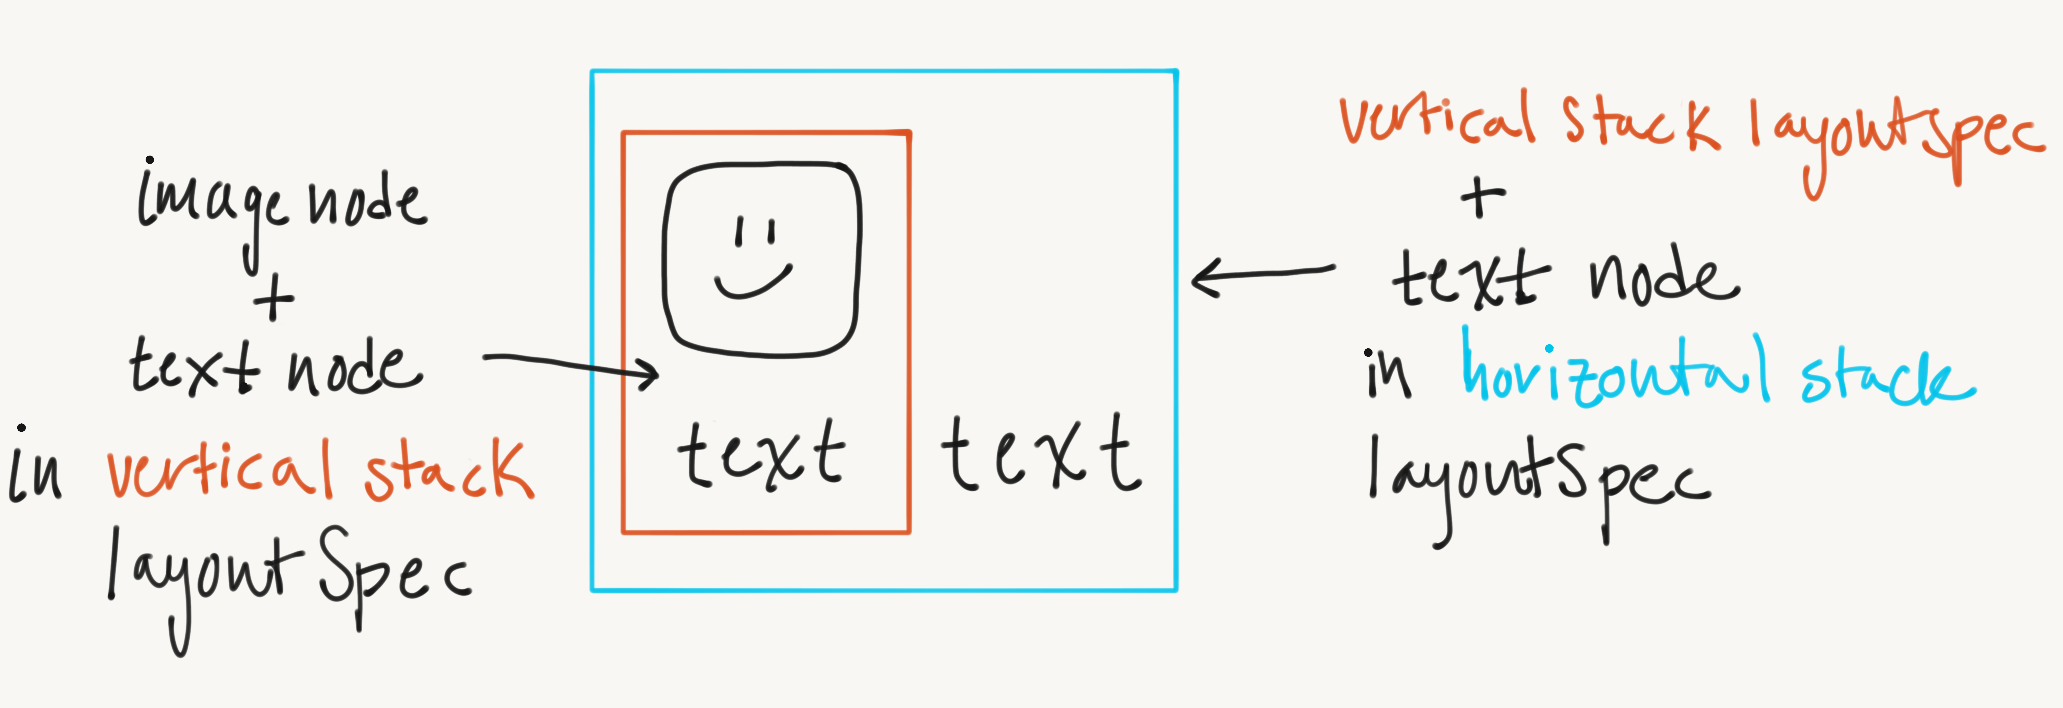 image node
+
text node
in vertical stack
layoutSpec
text text
vertical stack layoutspec
+
text node
in horizontal stack
layoutSpec